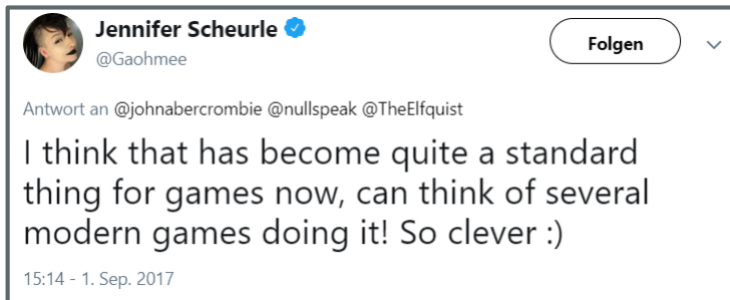 Jennifer Scheurle
@Gaohmee
Folgen
Antwort an @johnabercrombie @nullspeak @TheElfquist
I think that has become quite a standard
thing for games now, can think of several
modern games doing it! So clever :)
15:14 - 1. Sep. 2017